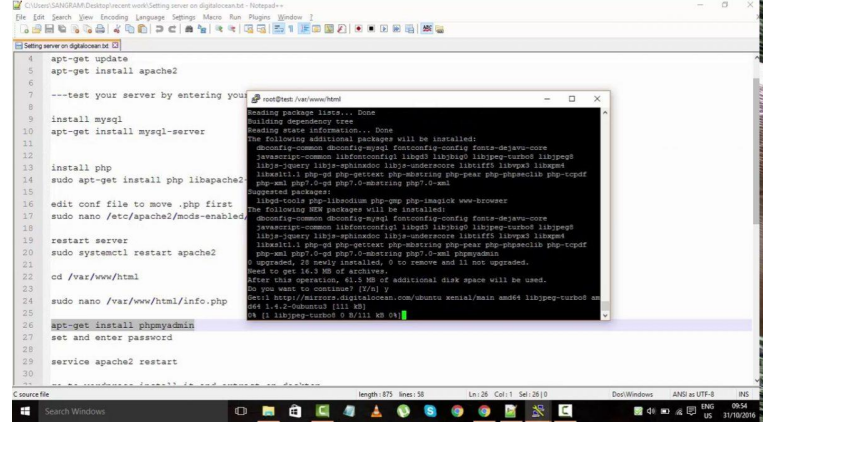 C:\Users\SANGRAM\Desktop\recent work\Setting server on digitalocean.txt - Notepad++
File Edit Search View Encoding Language Settings Macro Run Plugins Window ?
Setting server on digitalocean.txt
4 apt-get update
5 apt-get install apache2
6
7 ---test your server by entering you
8
9 install mysql
10 apt-get install mysql-server
11
12
13 install php
14 sudo apt-get install php libapache2-
15
16 edit conf file to move .php first
17 sudo nano /etc/apache2/mods-enabled/
18
19 restart server
20 sudo systemctl restart apache2
21
22 cd /var/www/html
23
24 sudo nano /var/www/html/info.php
25
26 apt-get install phpmyadmin
27 set and enter password
28
29 service apache2 restart
30
root@test: /var/www/html
Reading package lists... Done
Building dependency tree
Reading state information... Done
The following additional packages will be installed:
dbconfig-common dbconfig-mysql fontconfig-config fonts-dejavu-core
javascript-common libfontconfig1 libgd3 libjbig0 libjpeg-turbo8 libjpeg8
libjs-jquery libjs-sphinxdoc libjs-underscore libtiff5 libvpx3 libxpm4
libxslt1.1 php-gd php-gettext php-mbstring php-pear php-phpseclib php-tcpdf
php-xml php7.0-gd php7.0-mbstring php7.0-xml
Suggested packages:
libgd-tools php-libsodium php-gmp php-imagick www-browser
The following NEW packages will be installed:
dbconfig-common dbconfig-mysql fontconfig-config fonts-dejavu-core
javascript-common libfontconfig1 libgd3 libjbig0 libjpeg-turbo8 libjpeg8
libjs-jquery libjs-sphinxdoc libjs-underscore libtiff5 libvpx3 libxpm4
libxslt1.1 php-gd php-gettext php-mbstring php-pear php-phpseclib php-tcpdf
php-xml php7.0-gd php7.0-mbstring php7.0-xml phpmyadmin
0 upgraded, 28 newly installed, 0 to remove and 11 not upgraded.
Need to get 16.3 MB of archives.
After this operation, 61.5 MB of additional disk space will be used.
Do you want to continue? [Y/n] y
Get:1 http://mirrors.digitalocean.com/ubuntu xenial/main amd64 libjpeg-turbo8 am
d64 1.4.2-0ubuntu3 [111 kB]
0% [1 libjpeg-turbo8 0 B/111 kB 0%]
C source file length : 875 lines : 58 Ln : 26 Col : 1 Sel : 26 | 0 Dos\Windows ANSI as UTF-8 INS
Search Windows
ENG
US
09:54
31/10/2016